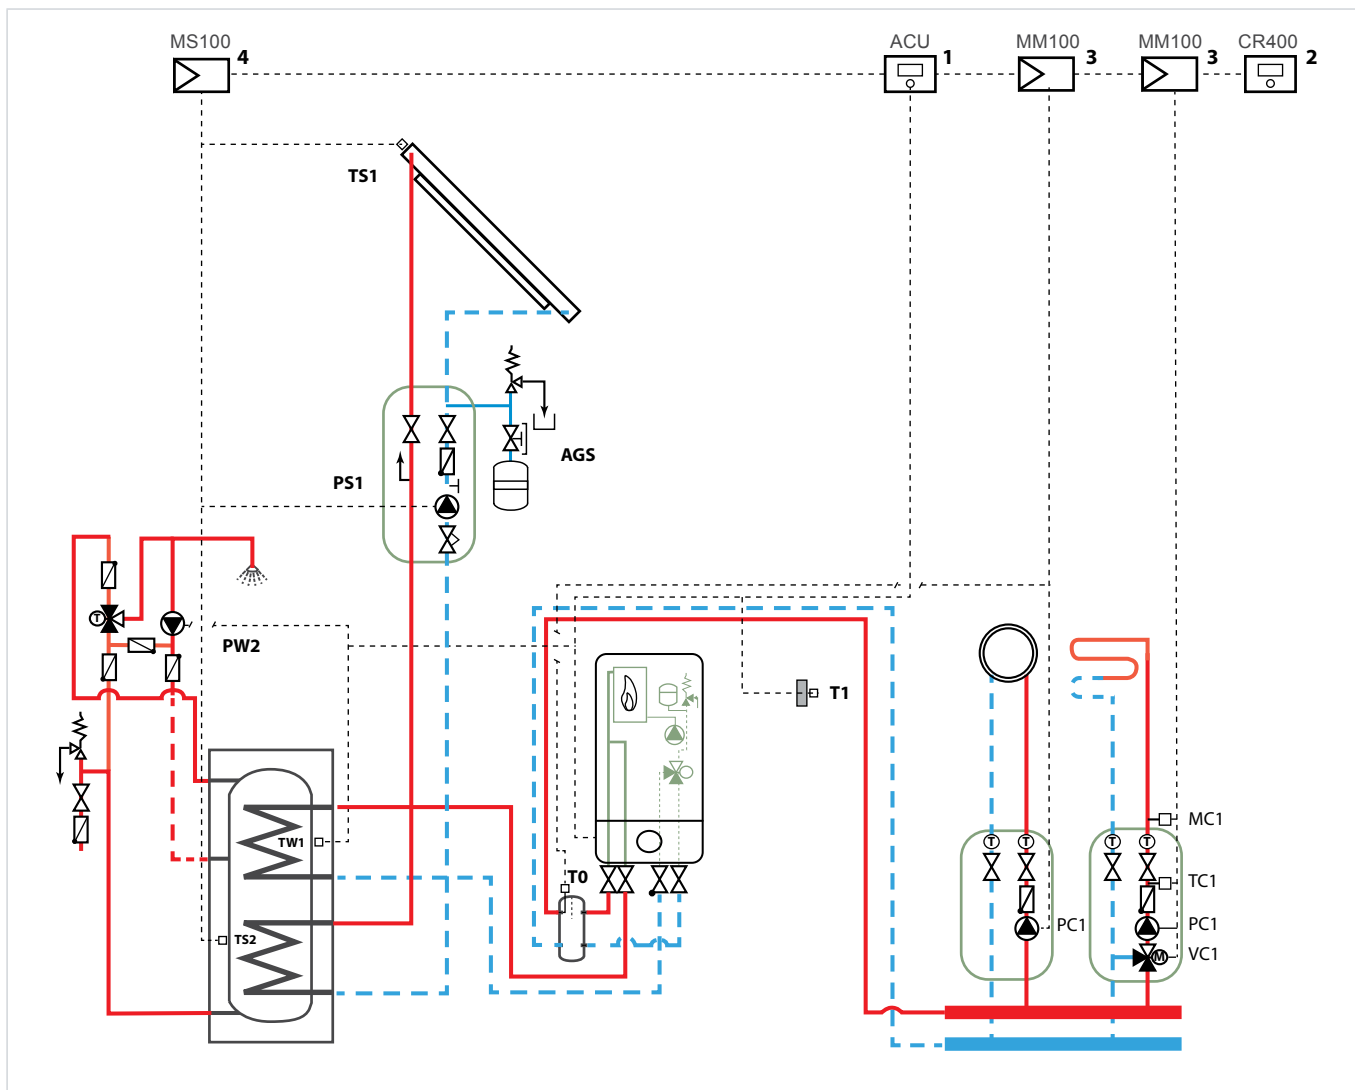 MS100 4
ACU 1
MM100 3
MM100 3
CR400 2
TS1
AGS
PS1
T
PW2
T1
MC1
T T T T
TW1
T0
TC1
PC1
PC1
TS2
M
VC1